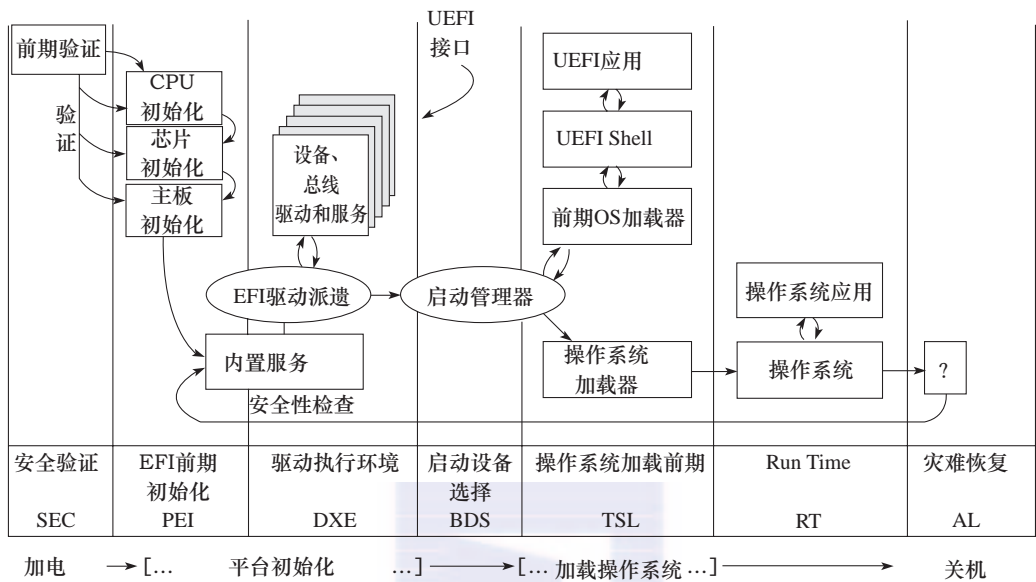 前期验证
验
证
CPU
初始化
芯片
初始化
主板
初始化
设备、
总线
驱动和服务
EFI驱动派遣
内置服务
安全性检查
UEFI
接口
启动管理器
UEFI应用
UEFI Shell
前期OS加载器
操作系统
加载器
操作系统应用
操作系统
?
安全验证
SEC
EFI前期
初始化
PEI
驱动执行环境
DXE
启动设备
选择
BDS
操作系统加载前期
TSL
Run Time
RT
灾难恢复
AL
加电 [... 平台初始化 ...] [... 加载操作系统 ...] 关机